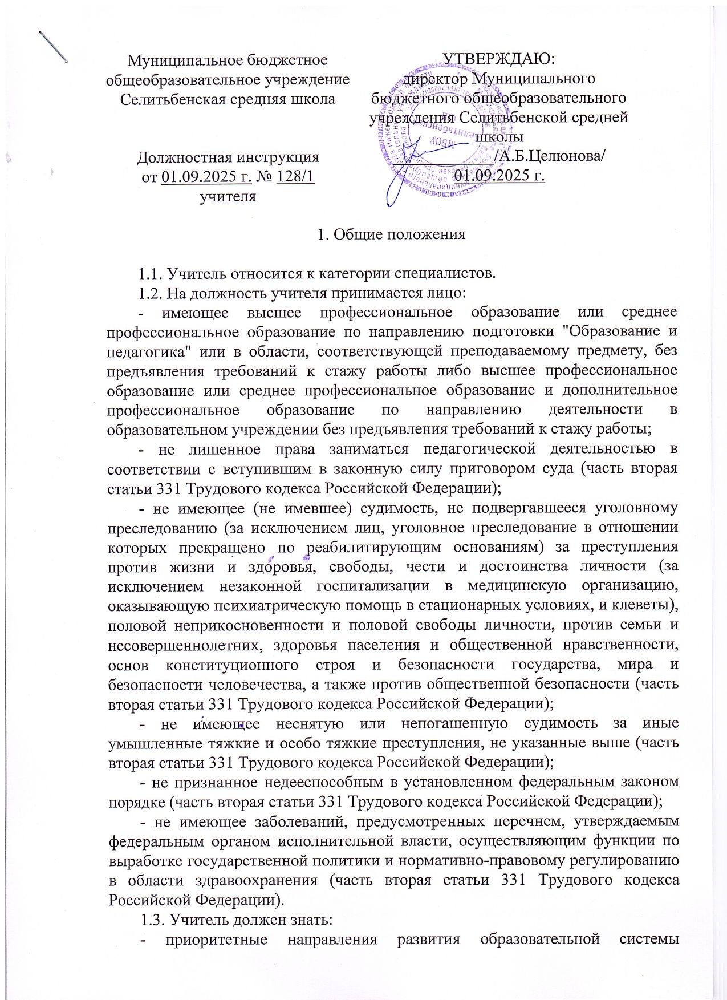 Муниципальное бюджетное
общеобразовательное учреждение
Селитьбенская средняя школа
Должностная инструкция
от 01.09.2025 г. № 128/1
учителя
УТВЕРЖДАЮ:
директор Муниципального
бюджетного общеобразовательного
учреждения Селитьбенской средней
школы
/А.Б.Целюнова/
01.09.2025 г.
МБОУ
1. Общие положения
1.1. Учитель относится к категории специалистов.
1.2. На должность учителя принимается лицо:
- имеющее высшее профессиональное образование или среднее
профессиональное образование по направлению подготовки "Образование и
педагогика" или в области, соответствующей преподаваемому предмету, без
предъявления требований к стажу работы либо высшее профессиональное
образование или среднее профессиональное образование и дополнительное
профессиональное образование по направлению деятельности в
образовательном учреждении без предъявления требований к стажу работы;
- не лишенное права заниматься педагогической деятельностью в
соответствии с вступившим в законную силу приговором суда (часть вторая
статьи 331 Трудового кодекса Российской Федерации);
- не имеющее (не имевшее) судимость, не подвергавшееся уголовному
преследованию (за исключением лиц, уголовное преследование в отношении
которых прекращено по реабилитирующим основаниям) за преступления
против жизни и здоровья, свободы, чести и достоинства личности (за
исключением незаконной госпитализации в медицинскую организацию,
оказывающую психиатрическую помощь в стационарных условиях, и клеветы),
половой неприкосновенности и половой свободы личности, против семьи и
несовершеннолетних, здоровья населения и общественной нравственности,
основ конституционного строя и безопасности государства, мира и
безопасности человечества, а также против общественной безопасности (часть
вторая статьи 331 Трудового кодекса Российской Федерации);
- не имеющее неснятую или непогашенную судимость за иные
умышленные тяжкие и особо тяжкие преступления, не указанные выше (часть
вторая статьи 331 Трудового кодекса Российской Федерации);
- не признанное недееспособным в установленном федеральным законом
порядке (часть вторая статьи 331 Трудового кодекса Российской Федерации);
- не имеющее заболеваний, предусмотренных перечнем, утверждаемым
федеральным органом исполнительной власти, осуществляющим функции по
выработке государственной политики и нормативно-правовому регулированию
в области здравоохранения (часть вторая статьи 331 Трудового кодекса
Российской Федерации).
1.3. Учитель должен знать:
- приоритетные направления развития образовательной системы